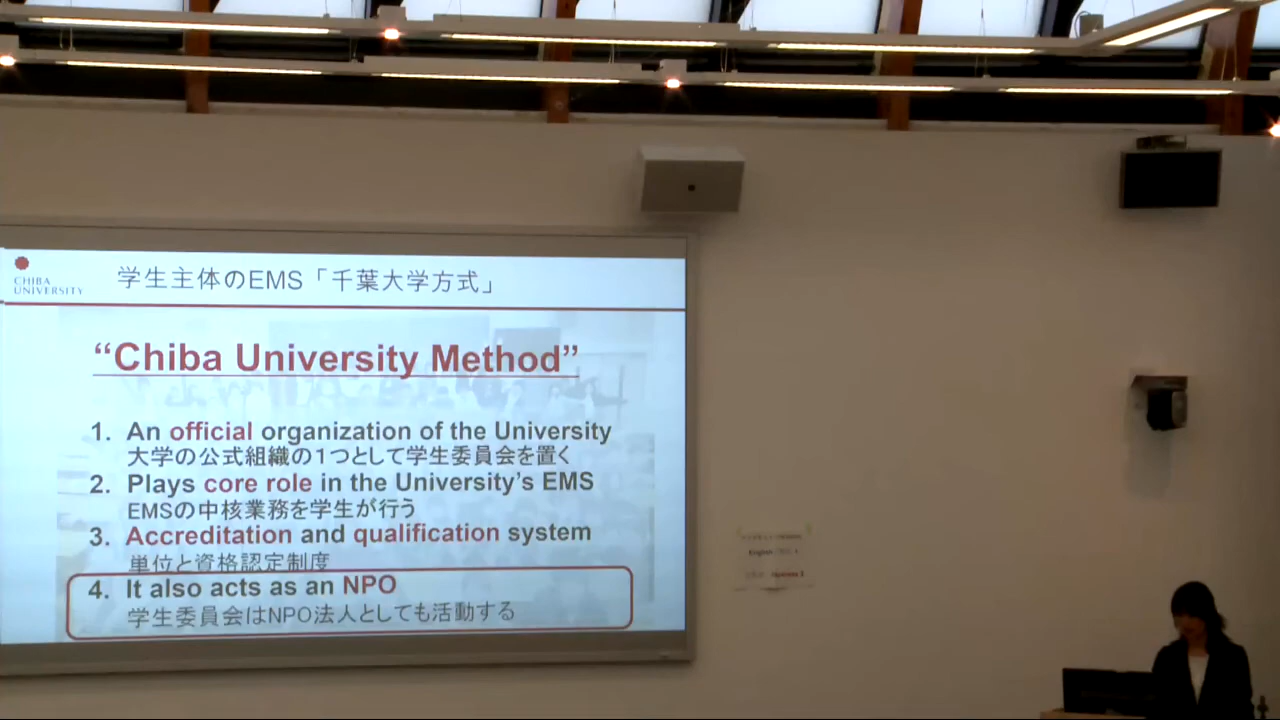 CHIBA
UNIVERSITY
学生主体のEMS「千葉大学方式」
“Chiba University Method”
1. An official organization of the University
大学の公式組織の1つとして学生委員会を置く
2. Plays core role in the University’s EMS
EMSの中核業務を学生が行う
3. Accreditation and qualification system
単位と資格認定制度
4. It also acts as an NPO
学生委員会はNPO法人としても活動する
English